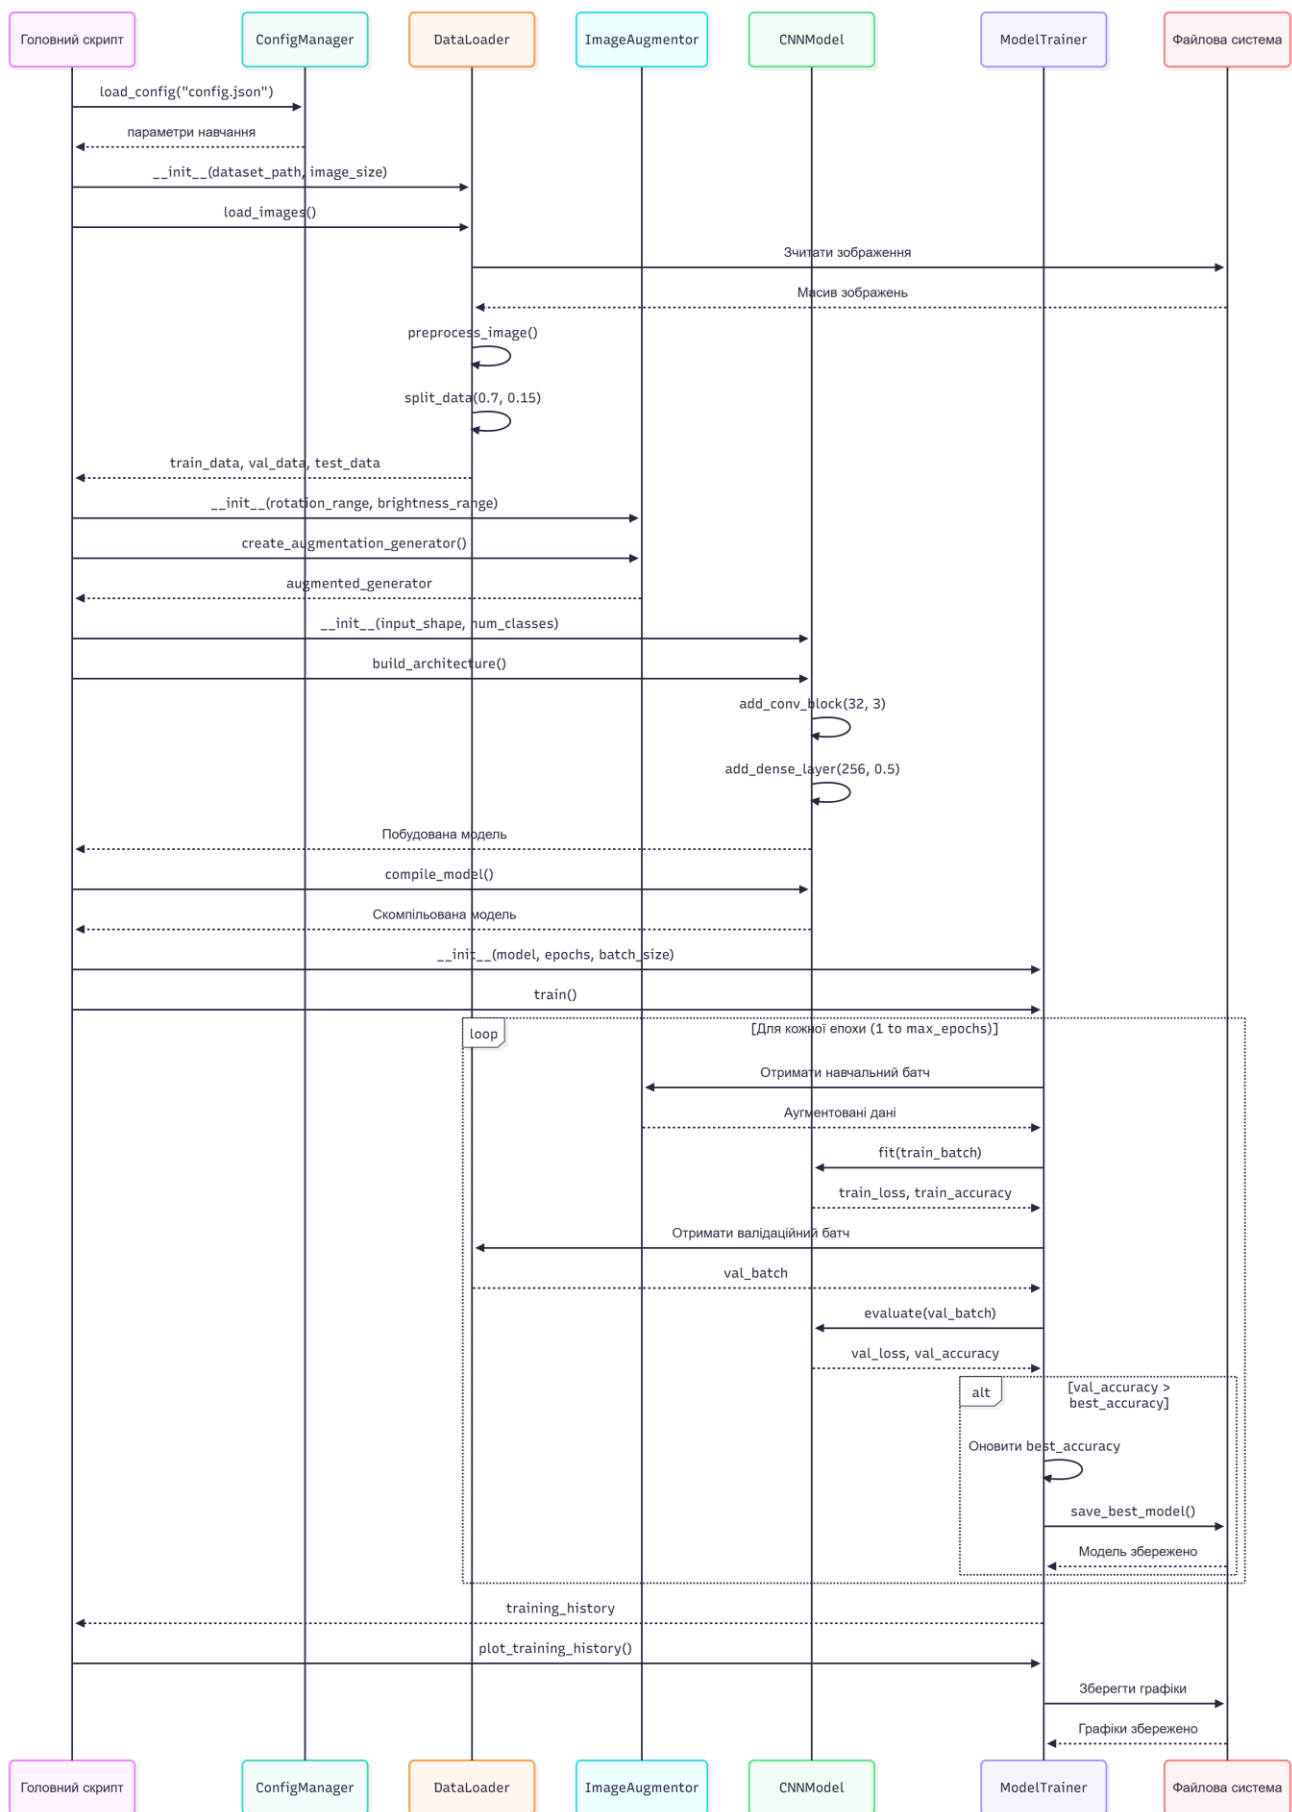 Головний скрипт
ConfigManager
DataLoader
ImageAugmentor
CNNModel
ModelTrainer
Файлова система
load_config("config.json")
параметри навчання
__init__(dataset_path, image_size)
load_images()
Зчитати зображення
Масив зображень
preprocess_image()
split_data(0.7, 0.15)
train_data, val_data, test_data
__init__(rotation_range, brightness_range)
create_augmentation_generator()
augmented_generator
__init__(input_shape, num_classes)
build_architecture()
add_conv_block(32, 3)
add_dense_layer(256, 0.5)
Побудована модель
compile_model()
Скомпільована модель
__init__(model, epochs, batch_size)
train()
loop
[Для кожної епохи (1 to max_epochs)]
Отримати навчальний батч
Аугментовані дані
fit(train_batch)
train_loss, train_accuracy
Отримати валідаційний батч
val_batch
evaluate(val_batch)
val_loss, val_accuracy
alt
[val_accuracy >
best_accuracy]
Оновити best_accuracy
save_best_model()
Модель збережено
training_history
plot_training_history()
Зберегти графіки
Графіки збережено
Головний скрипт
ConfigManager
DataLoader
ImageAugmentor
CNNModel
ModelTrainer
Файлова система